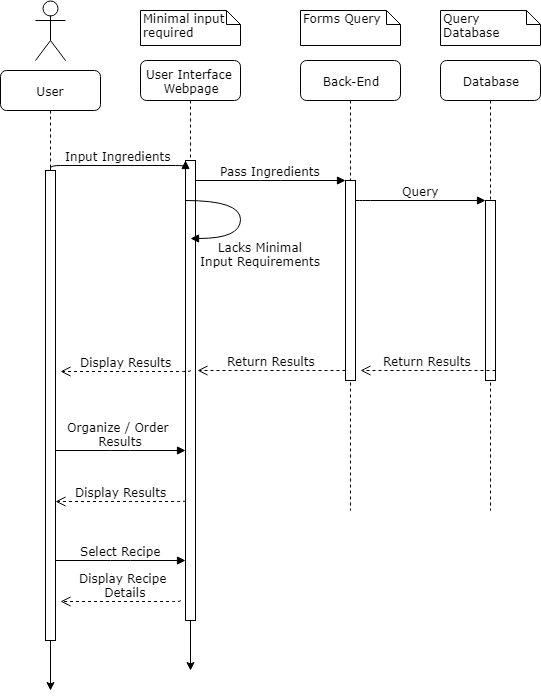 Minimal input
required
Forms Query
Query
Database
User
User Interface
Webpage
Back-End
Database
Input Ingredients
Pass Ingredients
Query
Lacks Minimal
Input Requirements
Display Results
Return Results
Return Results
Organize / Order
Results
Display Results
Select Recipe
Display Recipe
Details